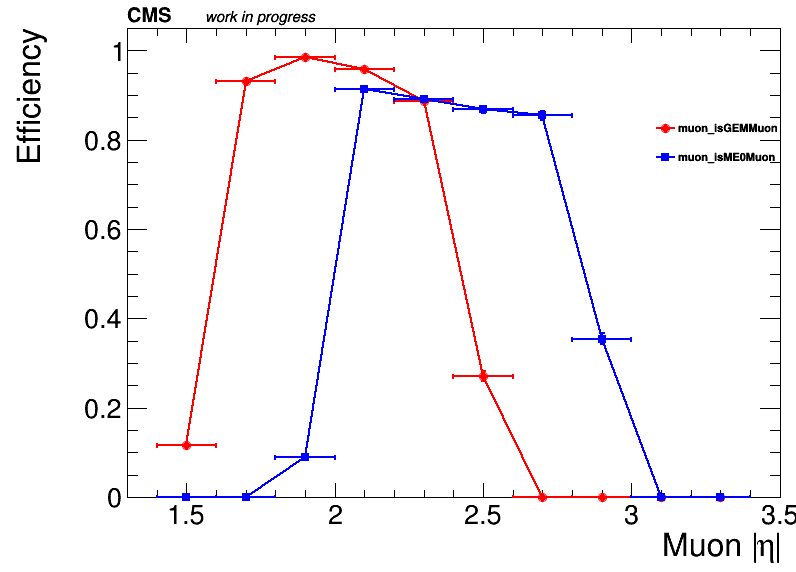 CMS work in progress
Efficiency
1
0.8
0.6
0.4
0.2
0
1.5 2 2.5 3 3.5
Muon |η|
muon_isGEMMuon
muon_isME0Muon